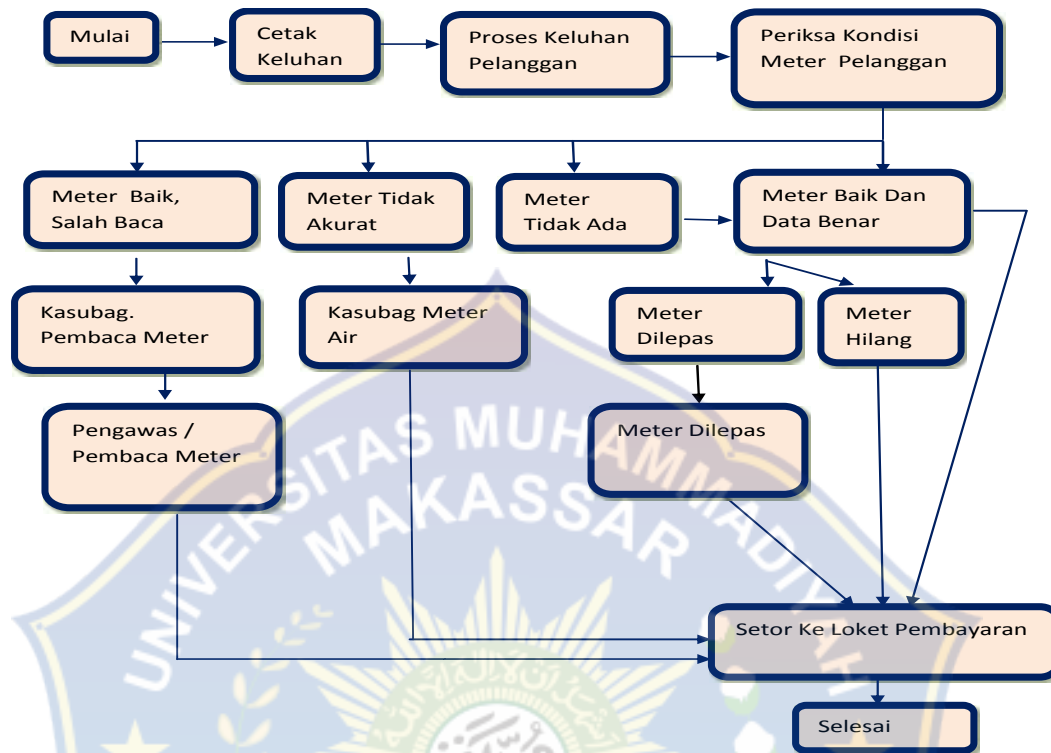 Mulai
Cetak
Keluhan
Proses Keluhan
Pelanggan
Periksa Kondisi
Meter Pelanggan
Meter Baik,
Salah Baca
Meter Tidak
Akurat
Meter
Tidak Ada
Meter Baik Dan
Data Benar
Kasubag.
Pembaca Meter
Kasubag Meter
Air
Meter
Dilepas
Meter
Hilang
Pengawas /
Pembaca Meter
Meter Dilepas
Setor Ke Loket Pembayaran
Selesai
UNIVERSITAS MUHAMMADIYAH
MAKASSAR